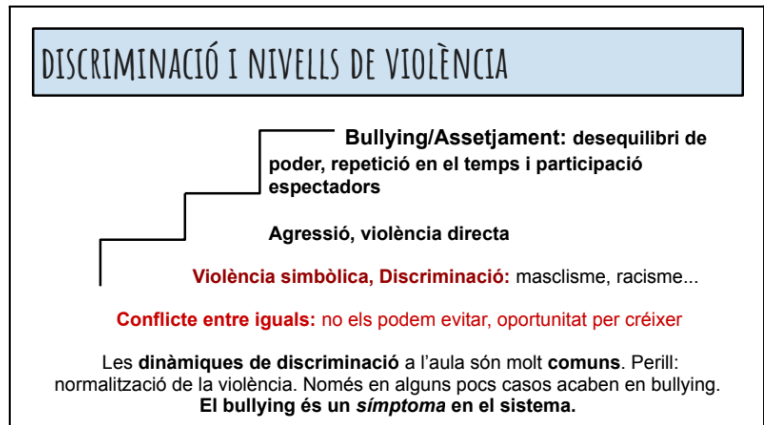 DISCRIMINACIÓ I NIVELLS DE VIOLÈNCIA
Bullying/Assetjament: desequilibri de
poder, repetició en el temps i participació
espectadors
Agressió, violència directa
Violència simbòlica, Discriminació: masclisme, racisme...
Conflicte entre iguals: no els podem evitar, oportunitat per créixer
Les dinàmiques de discriminació a l’aula són molt comuns. Perill:
normalització de la violència. Només en alguns pocs casos acaben en bullying.
El bullying és un símptoma en el sistema.